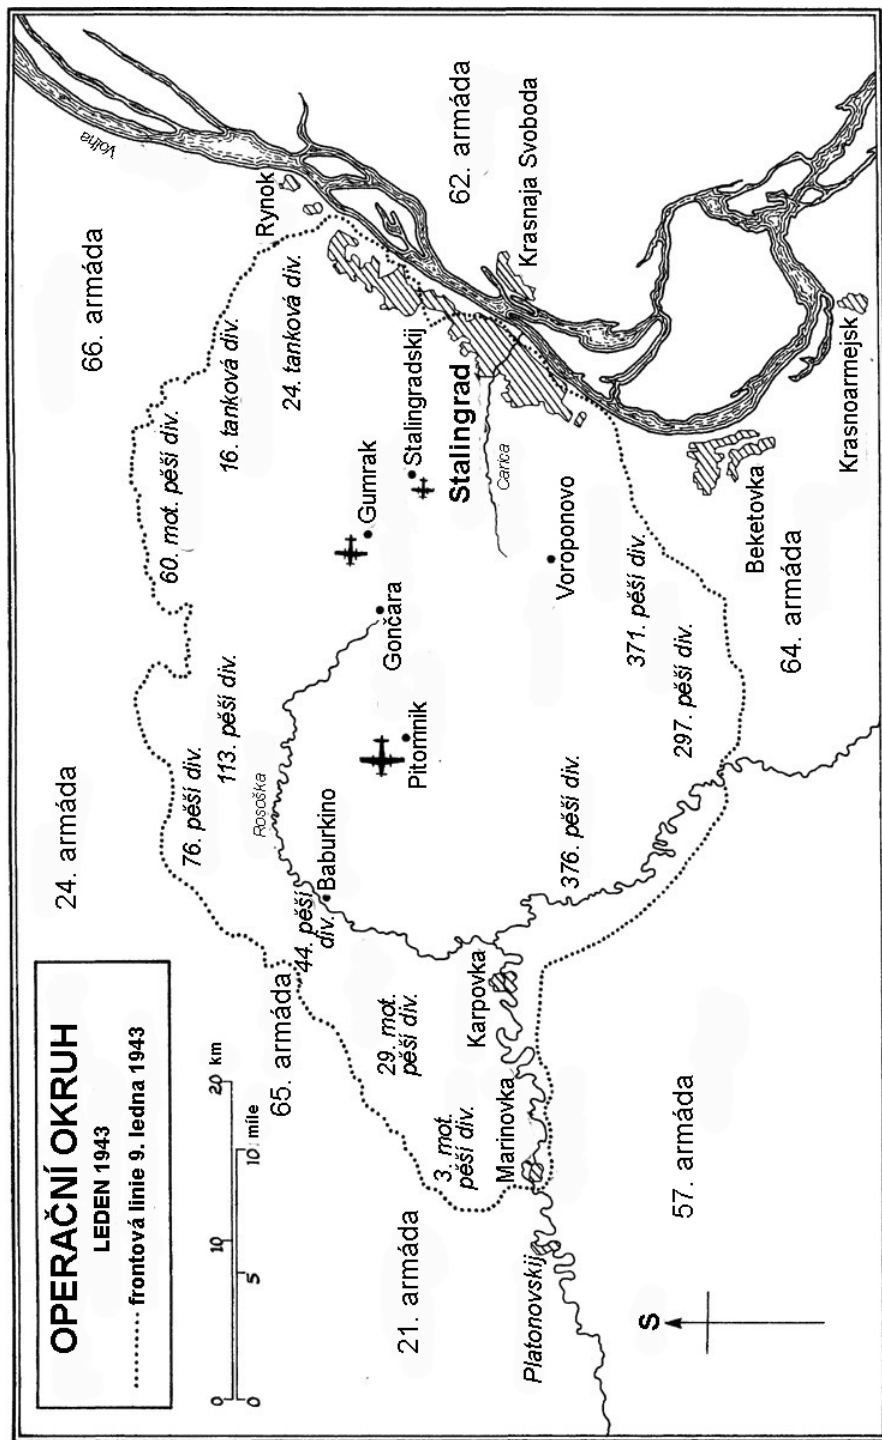 OPERAČNÍ OKRUH
LEDEN 1943
frontová linie 9. ledna 1943
0 10 20 km
0 5 10 mile
24. armáda
66. armáda
Volha
Rynok
60. mot. pěší div.
16. tanková div.
24. tanková div.
62. armáda
Krasnaja Svoboda
76. pěší div.
113. pěší div.
Rosoška
Gumrak
Stalingradskij
Gončara
Stalingrad
Carica
65. armáda
44. pěší
div.
Baburkino
Pitomnik
29. mot.
pěší div.
Karpovka
3. mot.
pěší div.
Marinovka
21. armáda
Platonovskij
376. pěší div.
Voroponovo
371. pěší div.
297. pěší div.
57. armáda
64. armáda
Beketovka
Krasnoarmejsk
S